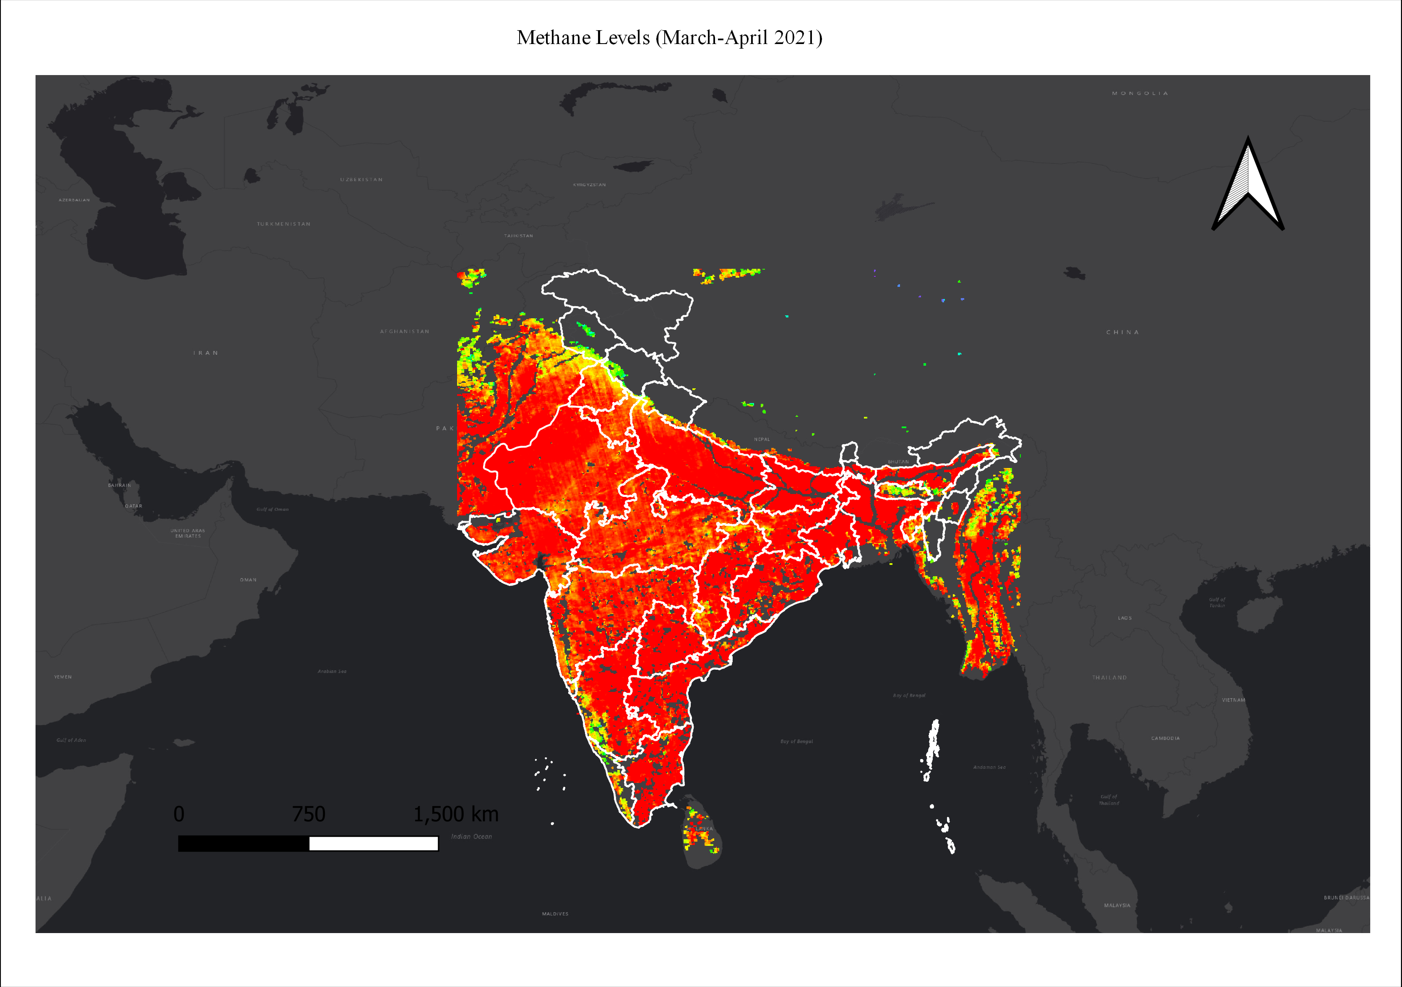 Methane Levels (March-April 2021)
MONGOLIA
UZBEKISTAN
KYRGYZSTAN
AZERBAIJAN
TURKMENISTAN
TAJIKISTAN
AFGHANISTAN
CHINA
IRAN
PAK
NEPAL
BHUTAN
BAHRAIN
QATAR
Gulf of Oman
UNITED ARAB
EMIRATES
OMAN
Gulf of
Tonkin
LAOS
Arabian Sea
YEMEN
THAILAND
Bay of Bengal
VIETNAM
Gulf of Aden
Bay of Bengal
CAMBODIA
Andaman Sea
Gulf of
Thailand
0 750 1,500 km
Indian Ocean
MALDIVES
MALAYSIA
MALAYSIA